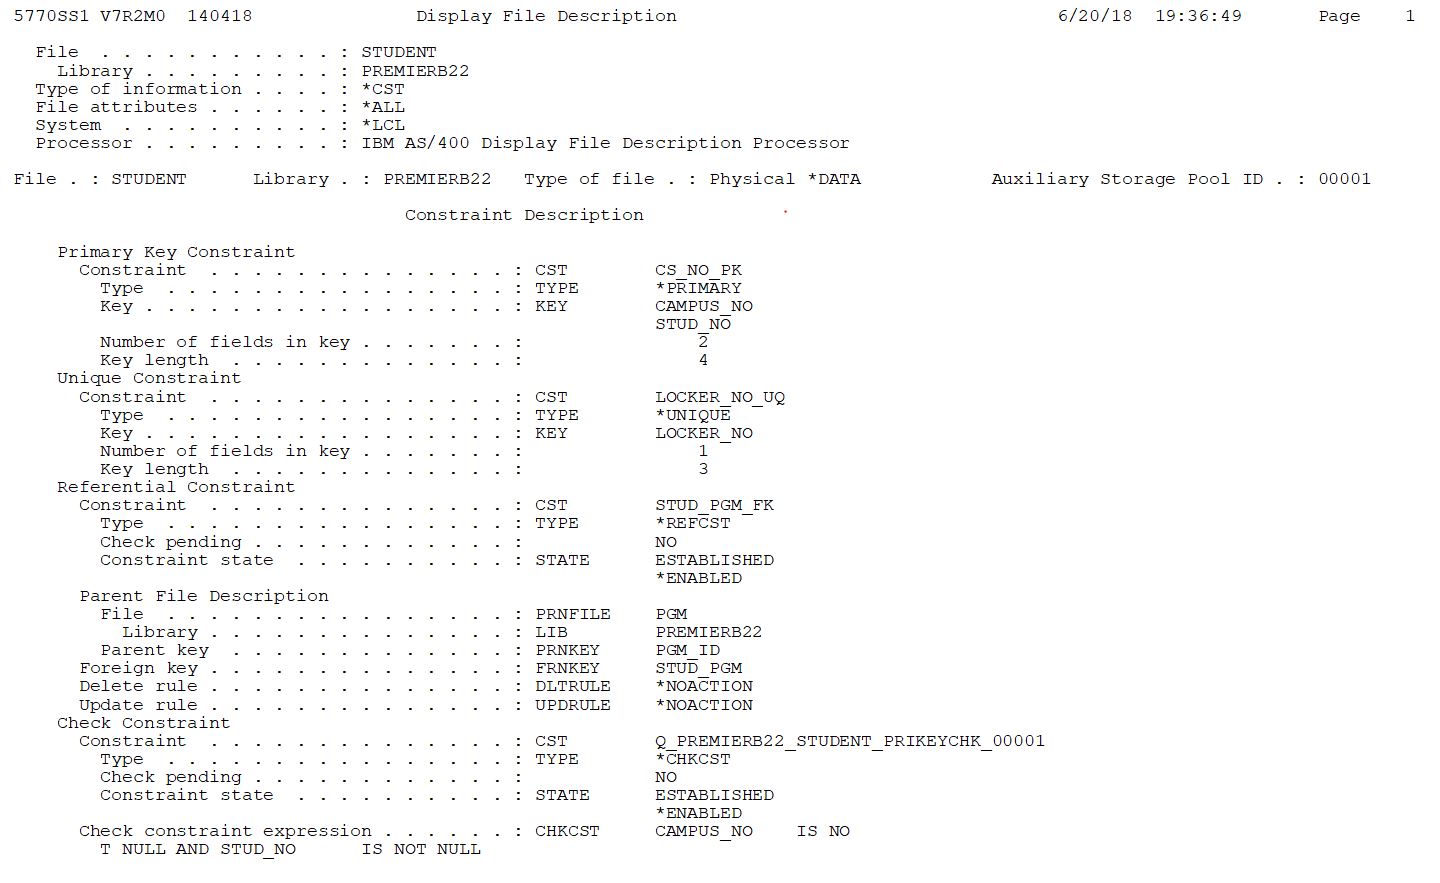 5770SS1 V7R2M0  140418               Display File Description                                   6/20/18  19:36:49       Page    1
  File  . . . . . . . . . . . : STUDENT
    Library . . . . . . . . . : PREMIERB22
  Type of information . . . . : *CST
  File attributes . . . . . . : *ALL
  System  . . . . . . . . . . : *LCL
  Processor . . . . . . . . . : IBM AS/400 Display File Description Processor
File . : STUDENT      Library . : PREMIERB22   Type of file . : Physical *DATA            Auxiliary Storage Pool ID . : 00001
                                    Constraint Description
    Primary Key Constraint
      Constraint  . . . . . . . . . . . . . . : CST        CS_NO_PK
        Type  . . . . . . . . . . . . . . . . : TYPE       *PRIMARY
        Key . . . . . . . . . . . . . . . . . : KEY        CAMPUS_NO
                                                           STUD_NO
        Number of fields in key . . . . . . . :                2
        Key length  . . . . . . . . . . . . . :                4
    Unique Constraint
      Constraint  . . . . . . . . . . . . . . : CST        LOCKER_NO_UQ
        Type  . . . . . . . . . . . . . . . . : TYPE       *UNIQUE
        Key . . . . . . . . . . . . . . . . . : KEY        LOCKER_NO
        Number of fields in key . . . . . . . :                1
        Key length  . . . . . . . . . . . . . :                3
    Referential Constraint
      Constraint  . . . . . . . . . . . . . . : CST        STUD_PGM_FK
        Type  . . . . . . . . . . . . . . . . : TYPE       *REFCST
        Check pending . . . . . . . . . . . . :            NO
        Constraint state  . . . . . . . . . . : STATE      ESTABLISHED
                                                           *ENABLED
      Parent File Description
        File  . . . . . . . . . . . . . . . . : PRNFILE    PGM
          Library . . . . . . . . . . . . . . : LIB        PREMIERB22
        Parent key  . . . . . . . . . . . . . : PRNKEY     PGM_ID
      Foreign key . . . . . . . . . . . . . . : FRNKEY     STUD_PGM
      Delete rule . . . . . . . . . . . . . . : DLTRULE    *NOACTION
      Update rule . . . . . . . . . . . . . . : UPDRULE    *NOACTION
    Check Constraint
      Constraint  . . . . . . . . . . . . . . : CST        Q_PREMIERB22_STUDENT_PRIKEYCHK_00001
        Type  . . . . . . . . . . . . . . . . : TYPE       *CHKCST
        Check pending . . . . . . . . . . . . :            NO
        Constraint state  . . . . . . . . . . : STATE      ESTABLISHED
                                                           *ENABLED
      Check constraint expression . . . . . . : CHKCST     CAMPUS_NO    IS NO
        T NULL AND STUD_NO      IS NOT NULL